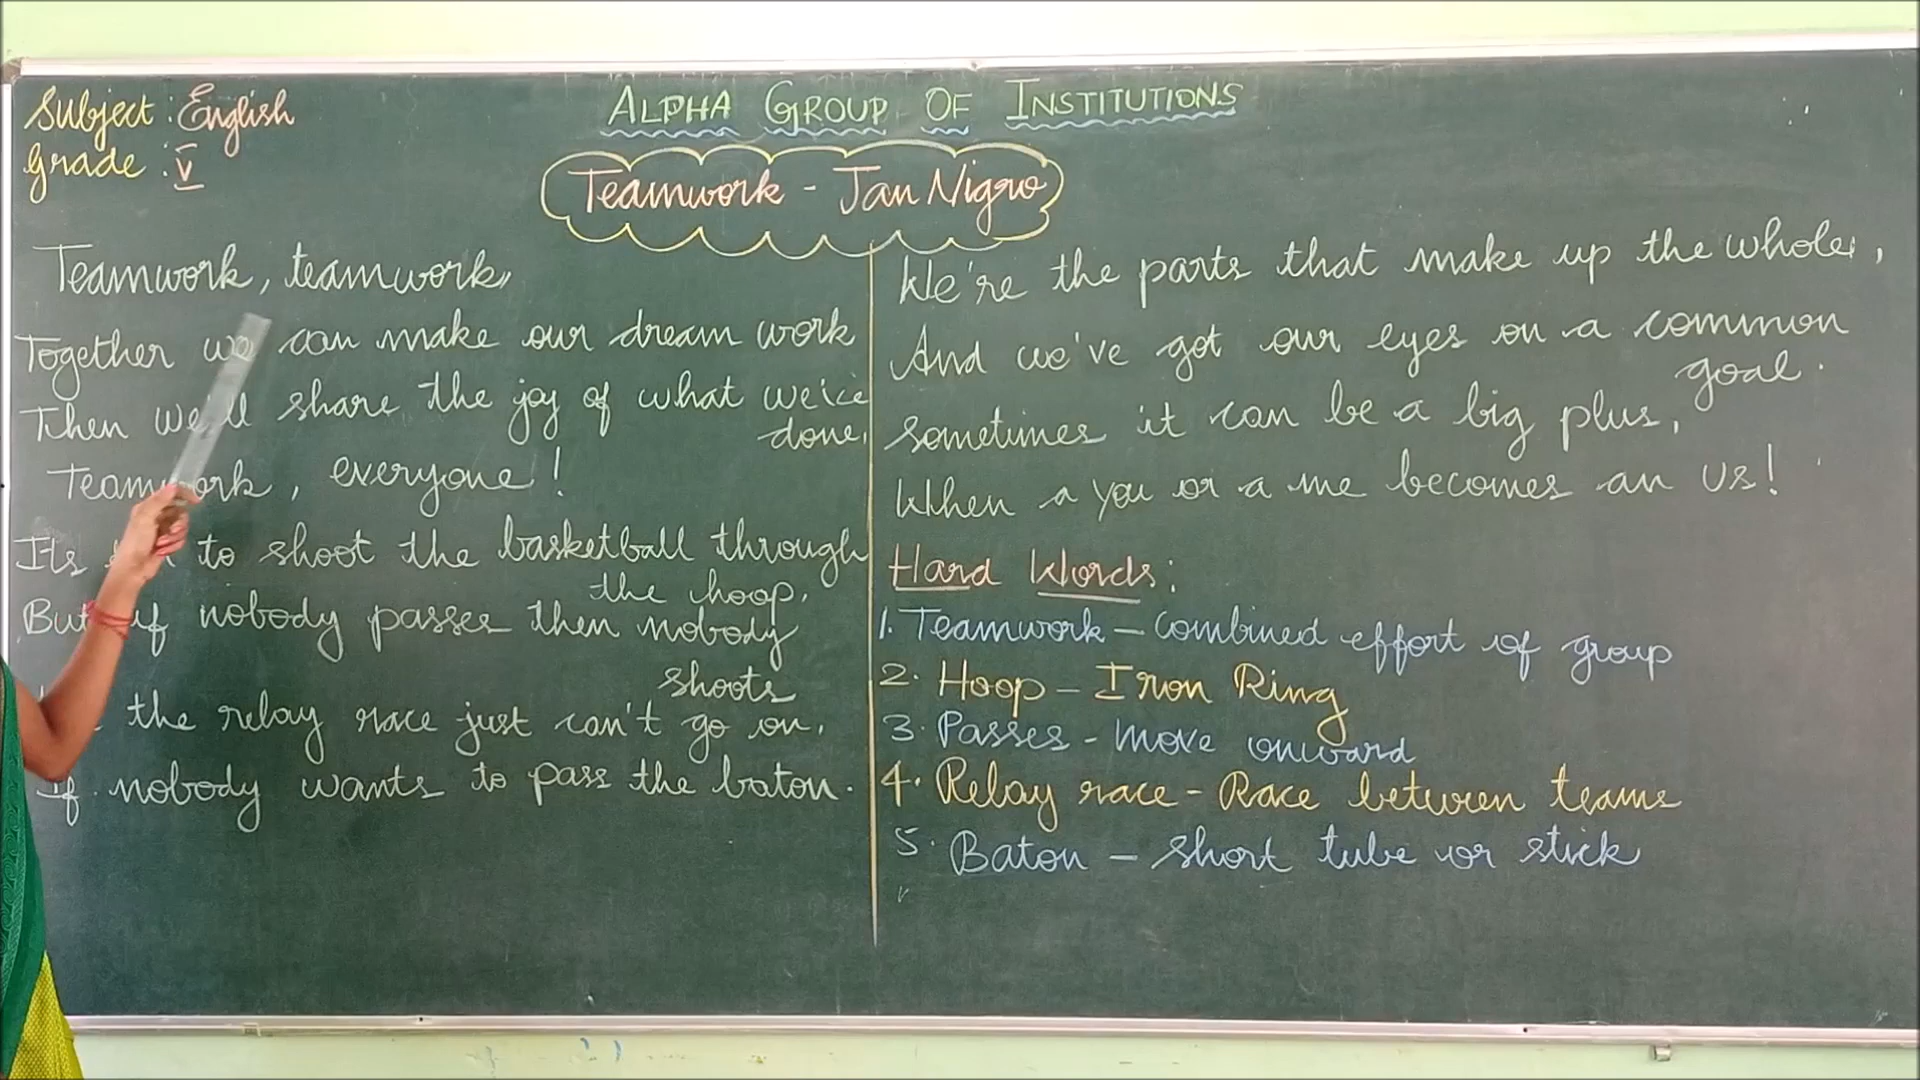 Subject : English
Grade : V
ALPHA GROUP OF INSTITUTIONS
Teamwork - Jan Nigro
Teamwork, teamwork,
Together we can make our dream work
Then we'll share the joy of what we've
done,
Teamwork, everyone!
Its to shoot the basketball through
the hoop,
But if nobody passes then nobody
shoots
the relay race just can't go on,
If nobody wants to pass the baton.
We're the parts that make up the whole,
And we've got our eyes on a common
goal.
Sometimes it can be a big plus,
When a you or a me becomes an us!
Hard Words:
1. Teamwork - combined effort of group
2. Hoop - Iron Ring
3. Passes - Move onward
4. Relay race - Race between teams
5. Baton - short tube or stick